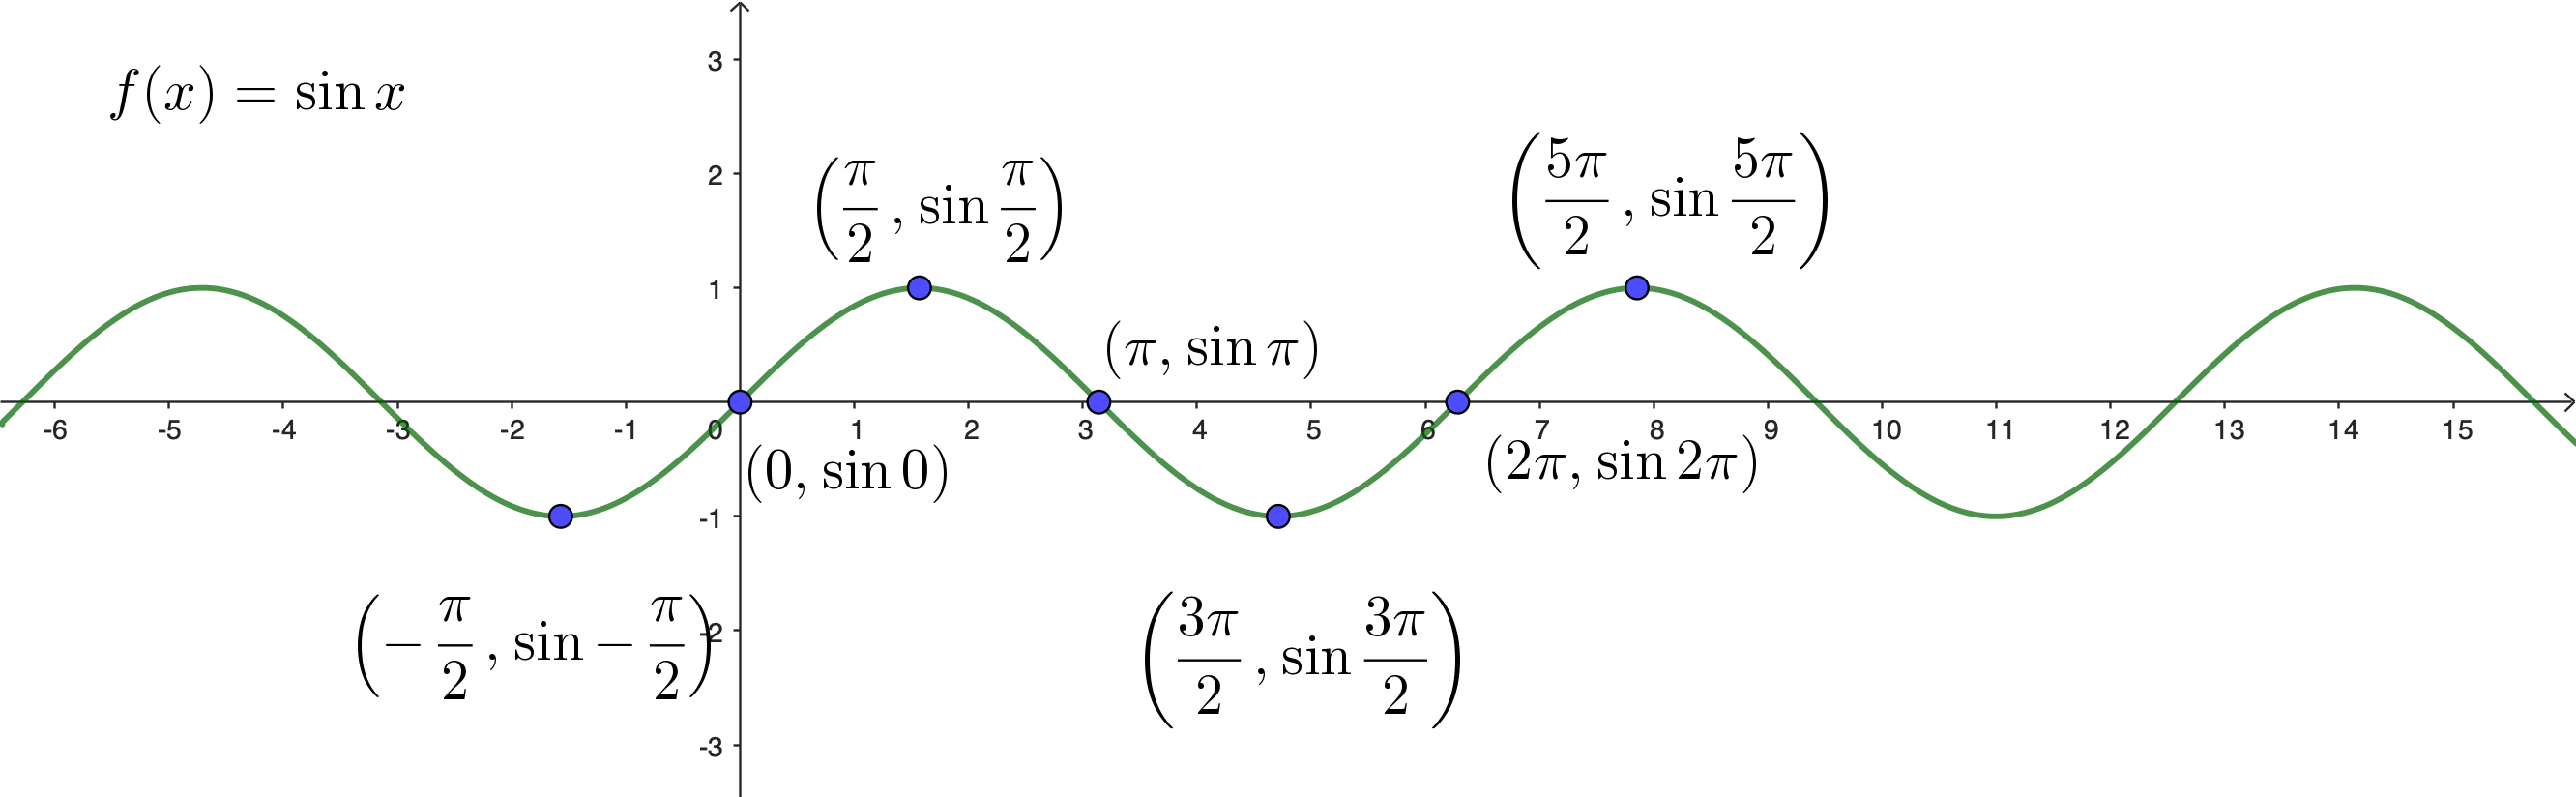 3
f(x) = sin x
2
(π/2, sin π/2)
(5π/2, sin 5π/2)
1
(π, sin π)
-6 -5 -4 -3 -2 -1 0 1 2 3 4 5 6 7 8 9 10 11 12 13 14 15
(0, sin 0)
(2π, sin 2π)
-1
(−π/2, sin −π/2)
-2
(3π/2, sin 3π/2)
-3